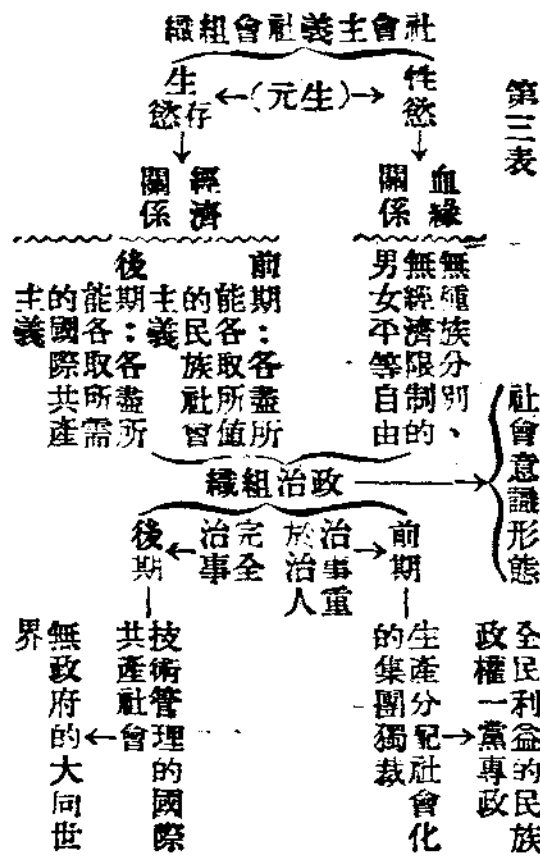 第三表
社會主義社會組織
性慾
←(生元)→
生存慾
血緣關係
經濟關係
無種族分別、
無經濟限制的
男女平等自由
前期：各盡所
能各取所值
的民族社會
主義
後期：各盡所
能各取所需
的國際共產
主義
政治組織
社會意識形態
前期
治事重於治人
完全治事
後期
生產分配社會化
的集團獨裁
全民利益的民族
政權一黨專政
技術管理的國際
共產社會
無政府的大同世
界